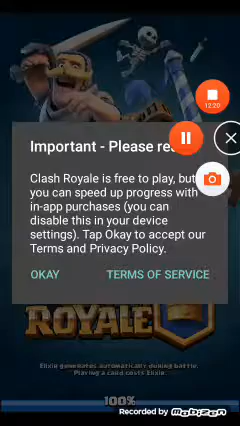 12:20
Important - Please re
Clash Royale is free to play, but
you can speed up progress with
in-app purchases (you can
disable this in your device
settings). Tap Okay to accept our
Terms and Privacy Policy.
OKAY
TERMS OF SERVICE
ROYALE
Elixir generates automatically during battle.
Playing a card costs Elixir.
100%
Recorded by mobizen